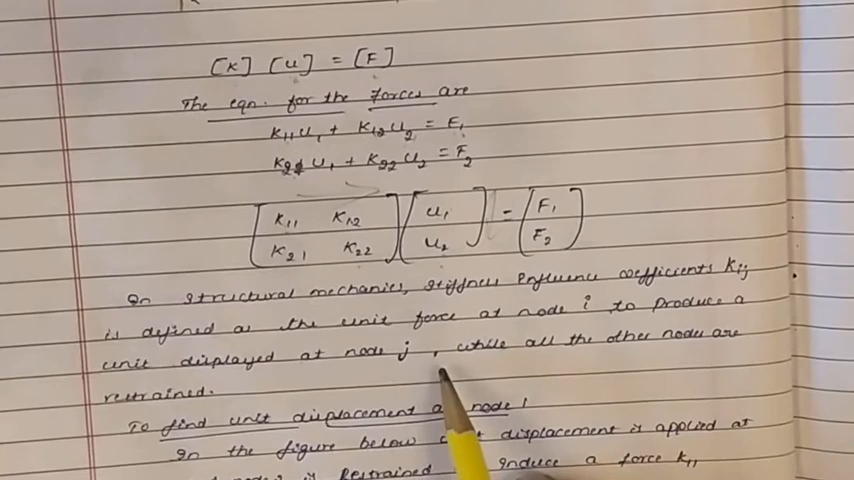 [K] [U] = [F]
The eqn. for the forces are
K11U1 + K12U2 = F1
K21U1 + K22U2 = F2
[K11 K12] [U1] = [F1]
[K21 K22] [U2] [F2]
In structural mechanics, stiffness influence coefficients Kij
is defined as the unit force at node i to produce a
unit displayed at node j, while all the other node are
restrained.
To find unit displacement a node 1
In the figure below displacement is applied at
is Restrained induce a force K11